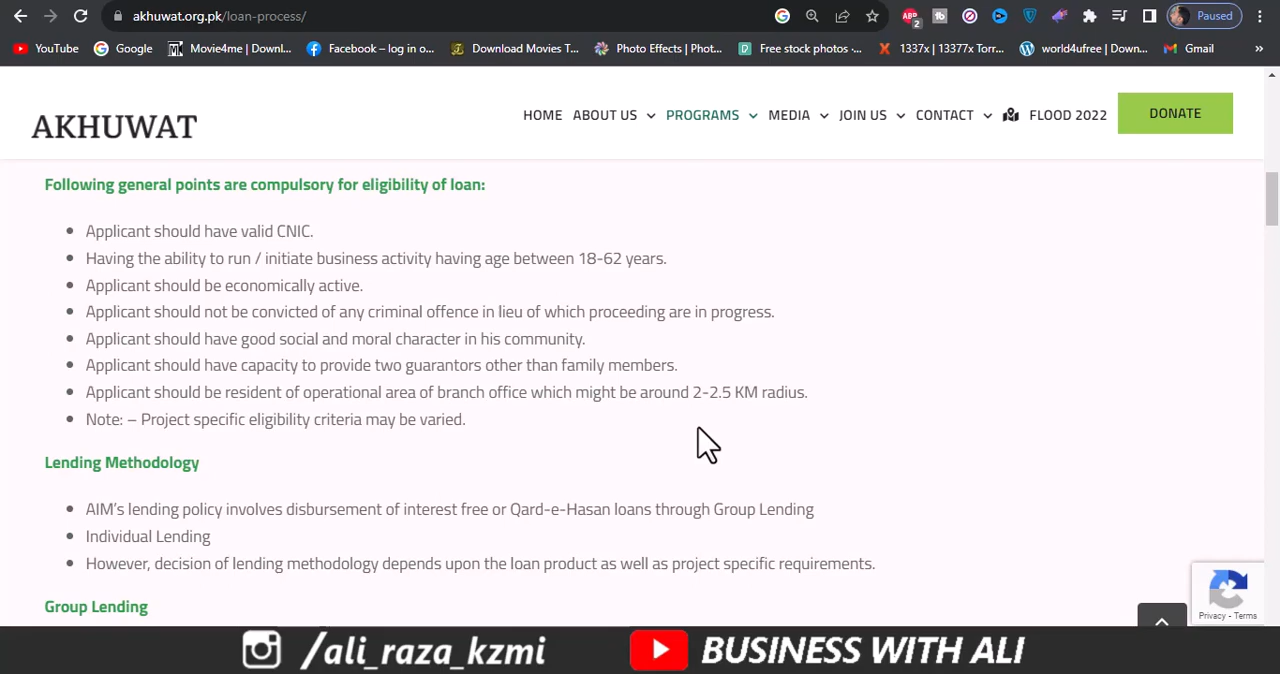 akhuwat.org.pk/loan-process/
Paused
YouTube
Google
Movie4me | Downl...
Facebook – log in o...
Download Movies T...
Photo Effects | Phot...
Free stock photos ·...
1337x | 13377x Torr...
world4ufree | Down...
Gmail
AKHUWAT
HOME
ABOUT US
PROGRAMS
MEDIA
JOIN US
CONTACT
FLOOD 2022
DONATE
Following general points are compulsory for eligibility of loan:
Applicant should have valid CNIC.
Having the ability to run / initiate business activity having age between 18-62 years.
Applicant should be economically active.
Applicant should not be convicted of any criminal offence in lieu of which proceeding are in progress.
Applicant should have good social and moral character in his community.
Applicant should have capacity to provide two guarantors other than family members.
Applicant should be resident of operational area of branch office which might be around 2-2.5 KM radius.
Note: – Project specific eligibility criteria may be varied.
Lending Methodology
AIM's lending policy involves disbursement of interest free or Qard-e-Hasan loans through Group Lending
Individual Lending
However, decision of lending methodology depends upon the loan product as well as project specific requirements.
Group Lending
Privacy - Terms
/ali_raza_kzmi
BUSINESS WITH ALI